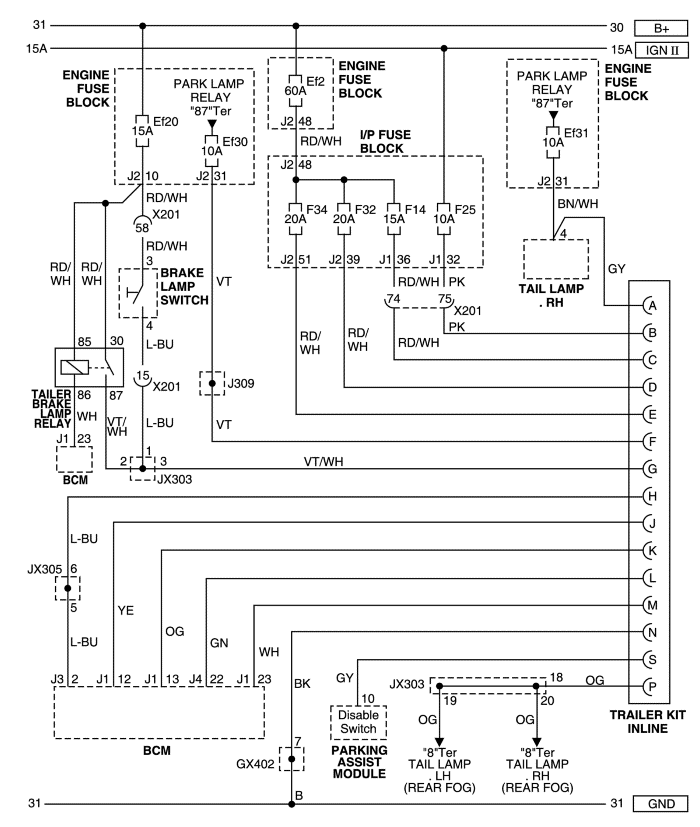 31
30 B+
15A
15A IGN II
ENGINE
FUSE
BLOCK
PARK LAMP
RELAY
"87"Ter
Ef20
15A
Ef30
10A
J2 10
J2 31
Ef2
60A
J2 48
ENGINE
FUSE
BLOCK
RD/WH
I/P FUSE
BLOCK
J2 48
F34
20A
F32
20A
F14
15A
F25
10A
J2 51
J2 39
J1 36
J1 32
PARK LAMP
RELAY
"87"Ter
Ef31
10A
J2 31
ENGINE
FUSE
BLOCK
BN/WH
4
TAIL LAMP
. RH
GY
RD/WH
X201
58
RD/WH
3
BRAKE
LAMP
SWITCH
4
RD/
WH
RD/
WH
VT
RD/WH
PK
74
75
X201
PK
RD/WH
RD/
WH
RD/
WH
L-BU
85
30
86
87
TAILER
BRAKE
LAMP
RELAY
WH
VT/
WH
J1 23
BCM
15
X201
L-BU
J309
VT
1
2
3
JX303
VT/WH
A
B
C
D
E
F
G
H
J
K
L
M
N
S
P
TRAILER KIT
INLINE
L-BU
JX305
6
5
L-BU
YE
OG
GN
WH
J3 2
J1 12
J1 13
J4 22
J1 23
BCM
BK
7
GX402
B
GY
10
Disable
Switch
PARKING
ASSIST
MODULE
JX303
18
OG
19
20
OG
OG
"8"Ter
TAIL LAMP
. LH
(REAR FOG)
"8"Ter
TAIL LAMP
. RH
(REAR FOG)
31
31 GND